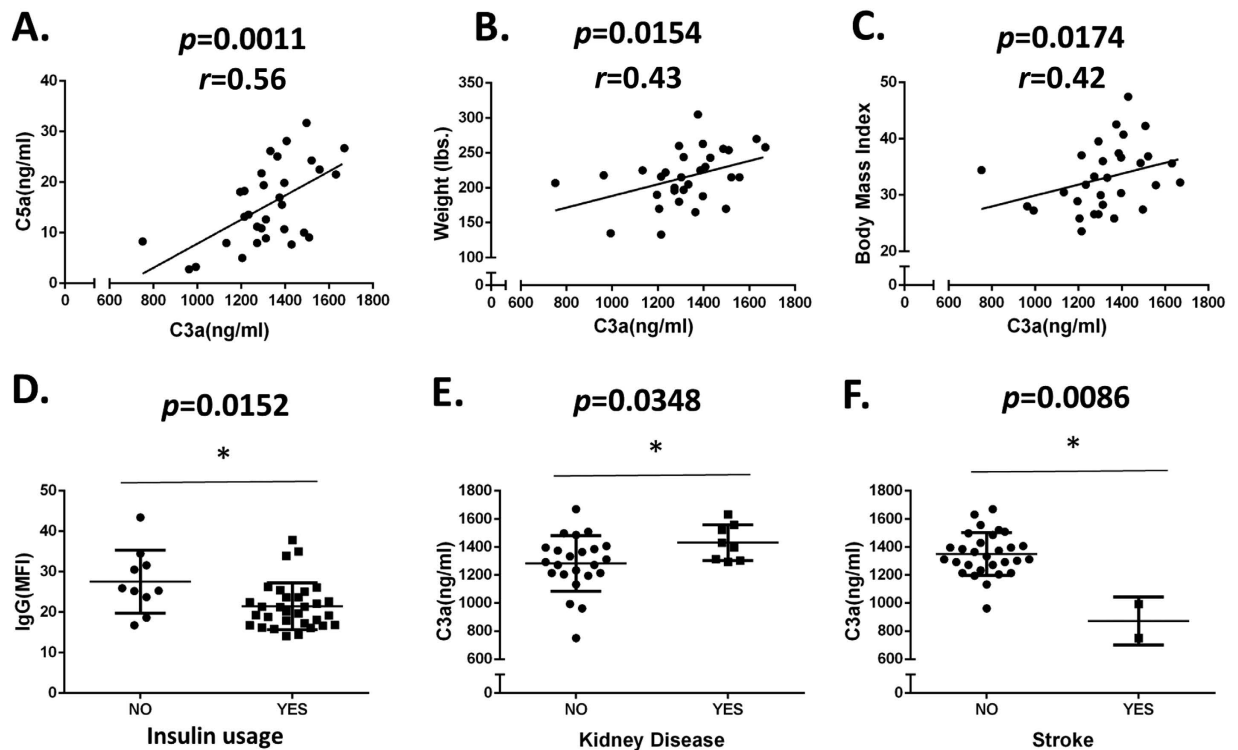 A.
p=0.0011
r=0.56
C5a(ng/ml)
40
30
20
10
0
0 600 800 1000 1200 1400 1600 1800
C3a(ng/ml)
B.
p=0.0154
r=0.43
Weight (lbs.)
350
300
250
200
150
100
0
0 600 800 1000 1200 1400 1600 1800
C3a(ng/ml)
C.
p=0.0174
r=0.42
Body Mass Index
50
40
30
20
0
0 600 800 1000 1200 1400 1600 1800
C3a(ng/ml)
D.
p=0.0152
*
IgG(MFI)
50
40
30
20
10
0
NO YES
Insulin usage
E.
p=0.0348
*
C3a(ng/ml)
1800
1600
1400
1200
1000
800
600
0
NO YES
Kidney Disease
F.
p=0.0086
*
C3a(ng/ml)
1800
1600
1400
1200
1000
800
600
0
NO YES
Stroke